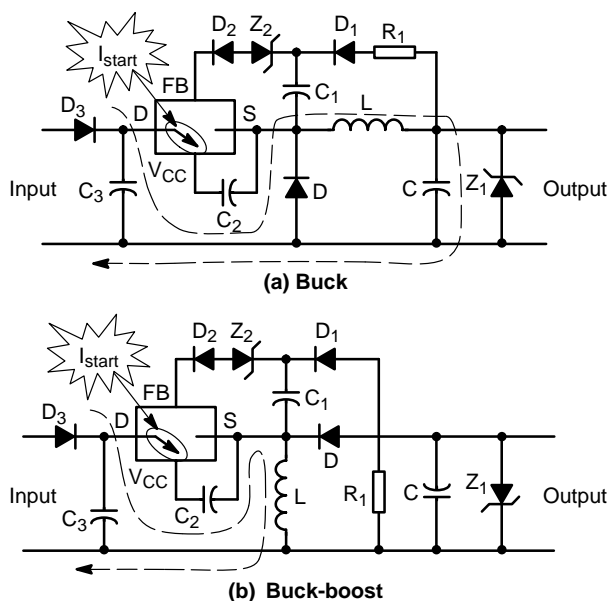 D2 Z2 D1 R1
Istart
FB
C1
D3 D S L
VCC
Input C3 C2 D C Z1 Output
(a) Buck
D2 Z2 D1
Istart
FB
C1
D3 D S D
VCC
Input C3 C2 L R1 C Z1 Output
(b) Buck-boost